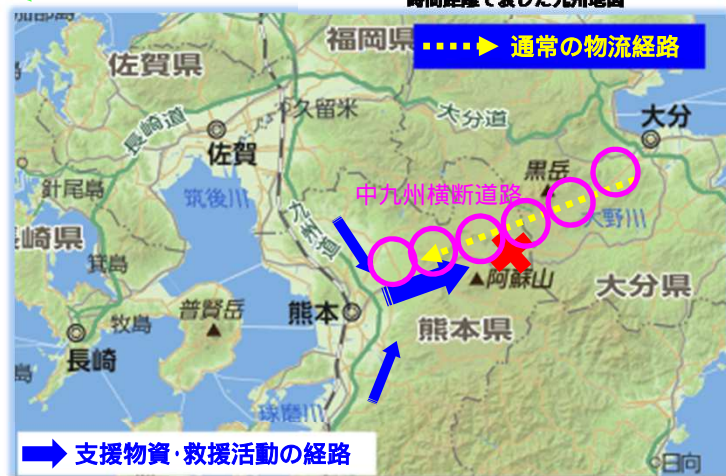 時間距離で表した九州地図
福岡県
佐賀県
通常の物流経路
久留米
大分道
大分
長崎道
佐賀
黒岳
針尾島
筑後川
中九州横断道路
九州道
大野川
崎県
箕島
阿蘇山
大分県
普賢岳
熊本
牧島
熊本県
長崎
島
球磨川
支援物資・救援活動の経路
日向